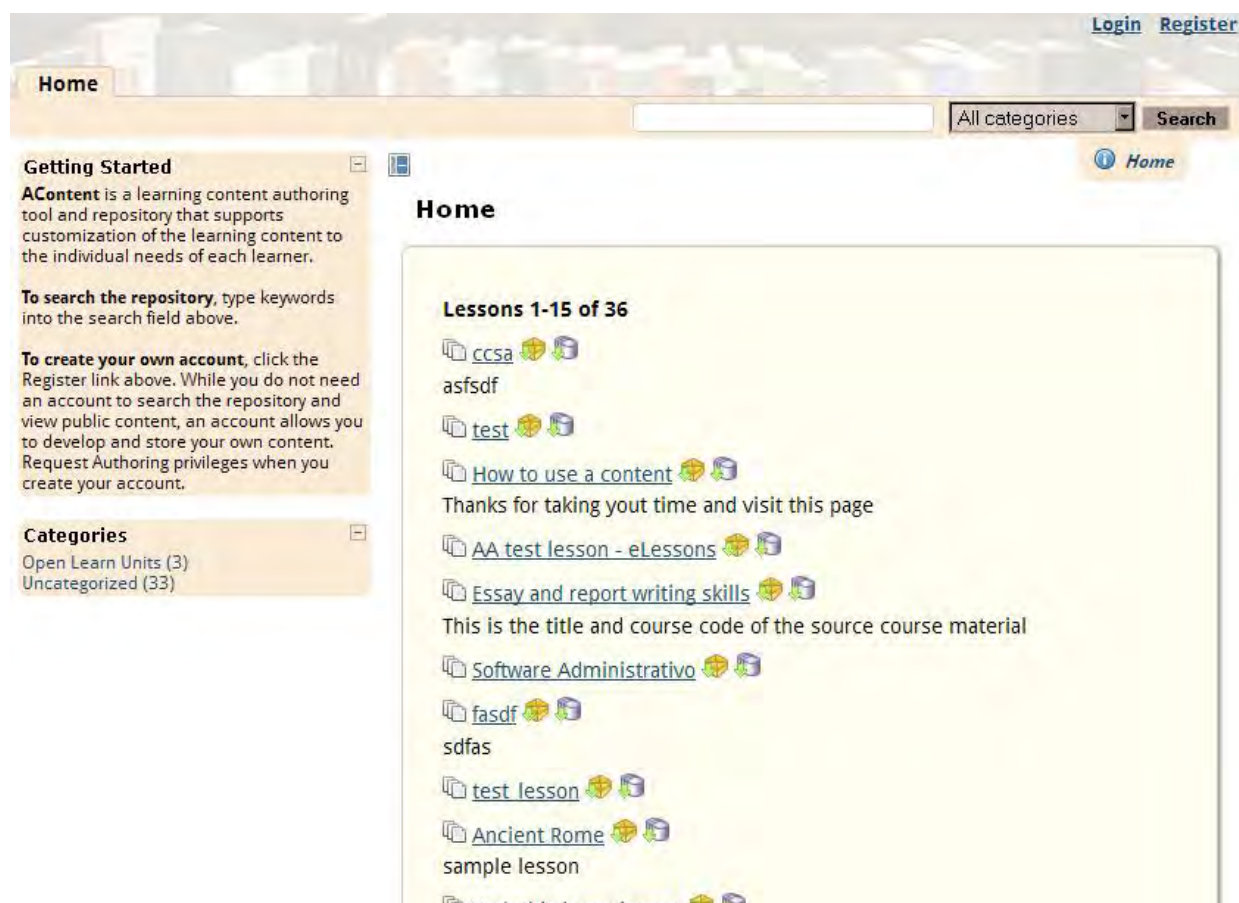 Login Register
Home
All categories Search
Getting Started
AContent is a learning content authoring
tool and repository that supports
customization of the learning content to
the individual needs of each learner.
To search the repository, type keywords
into the search field above.
To create your own account, click the
Register link above. While you do not need
an account to search the repository and
view public content, an account allows you
to develop and store your own content.
Request Authoring privileges when you
create your account.
Categories
Open Learn Units (3)
Uncategorized (33)
Home
Home
Lessons 1-15 of 36
ccsa
asfsdf
test
How to use a content
Thanks for taking yout time and visit this page
AA test lesson - eLessons
Essay and report writing skills
This is the title and course code of the source course material
Software Administrativo
fasdf
sdfas
test lesson
Ancient Rome
sample lesson